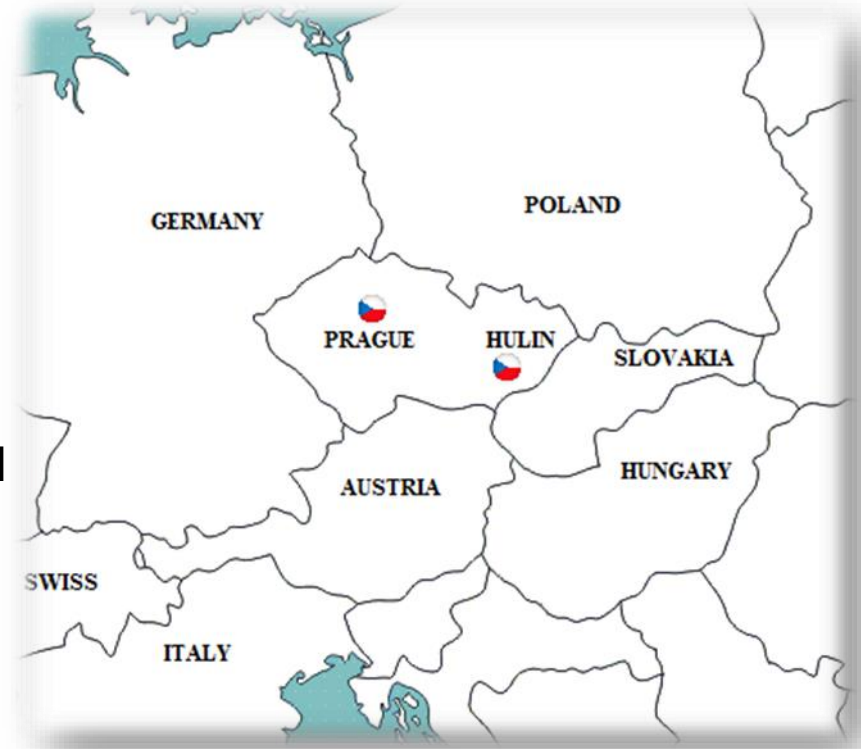 POLAND
GERMANY
PRAGUE
HULIN
SLOVAKIA
HUNGARY
AUSTRIA
SWISS
ITALY